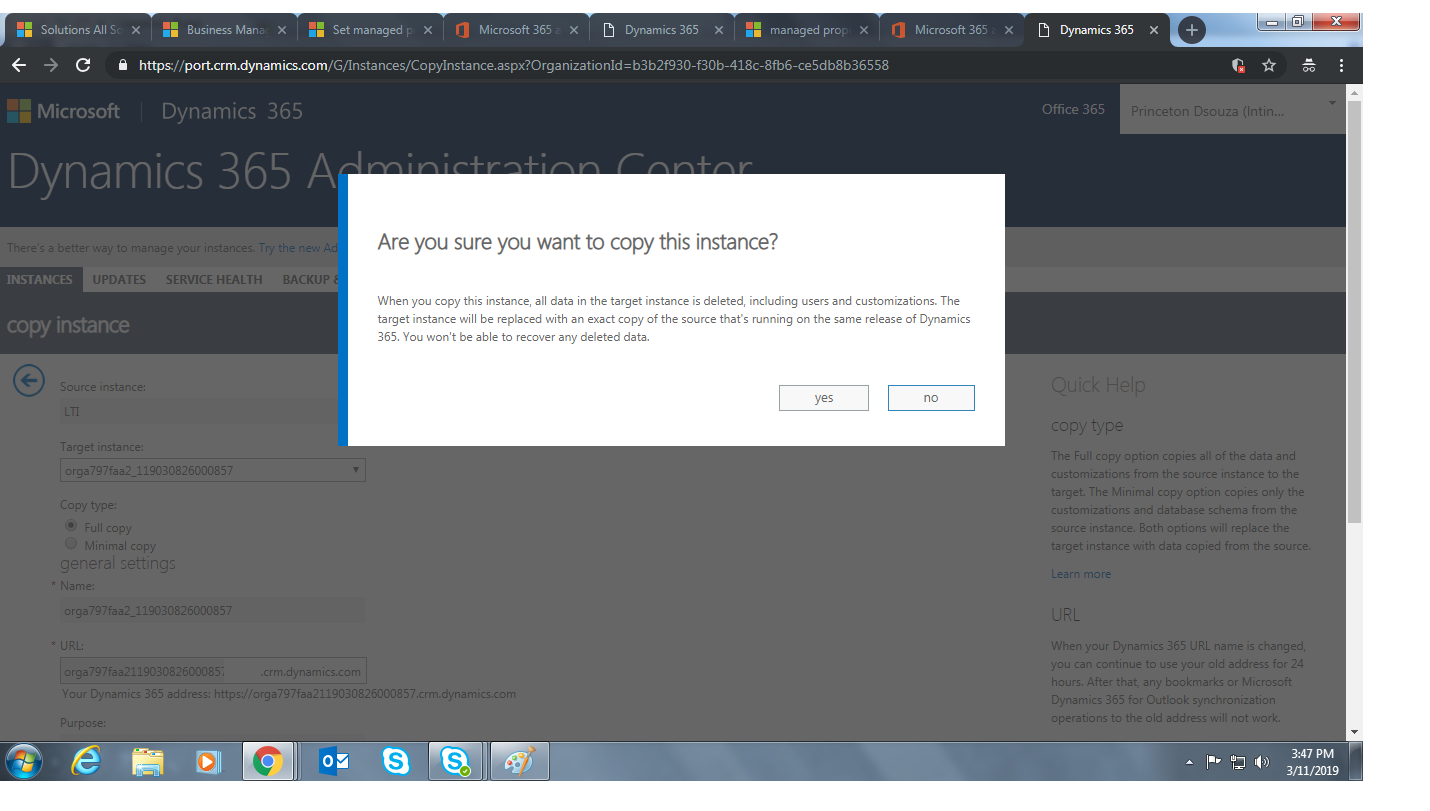 Solutions All So
Business Mana
Set managed p
Microsoft 365 a
Dynamics 365
managed prop
Microsoft 365 a
Dynamics 365
https://port.crm.dynamics.com/G/Instances/CopyInstance.aspx?OrganizationId=b3b2f930-f30b-418c-8fb6-ce5db8b36558
Microsoft
Dynamics 365
Office 365
Princeton Dsouza (Intin...
Dynamics 365 Administration Center
There's a better way to manage your instances. Try the new Ad
INSTANCES
UPDATES
SERVICE HEALTH
BACKUP &
copy instance
Are you sure you want to copy this instance?
When you copy this instance, all data in the target instance is deleted, including users and customizations. The
target instance will be replaced with an exact copy of the source that's running on the same release of Dynamics
365. You won't be able to recover any deleted data.
yes
no
Source instance:
LTI
Target instance:
orga797faa2_119030826000857
Copy type:
Full copy
Minimal copy
general settings
* Name:
orga797faa2_119030826000857
* URL:
orga797faa2119030826000857
.crm.dynamics.com
Your Dynamics 365 address: https://orga797faa2119030826000857.crm.dynamics.com
Purpose:
Quick Help
copy type
The Full copy option copies all of the data and
customizations from the source instance to the
target. The Minimal copy option copies only the
customizations and database schema from the
source instance. Both options will replace the
target instance with data copied from the source.
Learn more
URL
When your Dynamics 365 URL name is changed,
you can continue to use your old address for 24
hours. After that, any bookmarks or Microsoft
Dynamics 365 for Outlook synchronization
operations to the old address will not work.
3:47 PM
3/11/2019